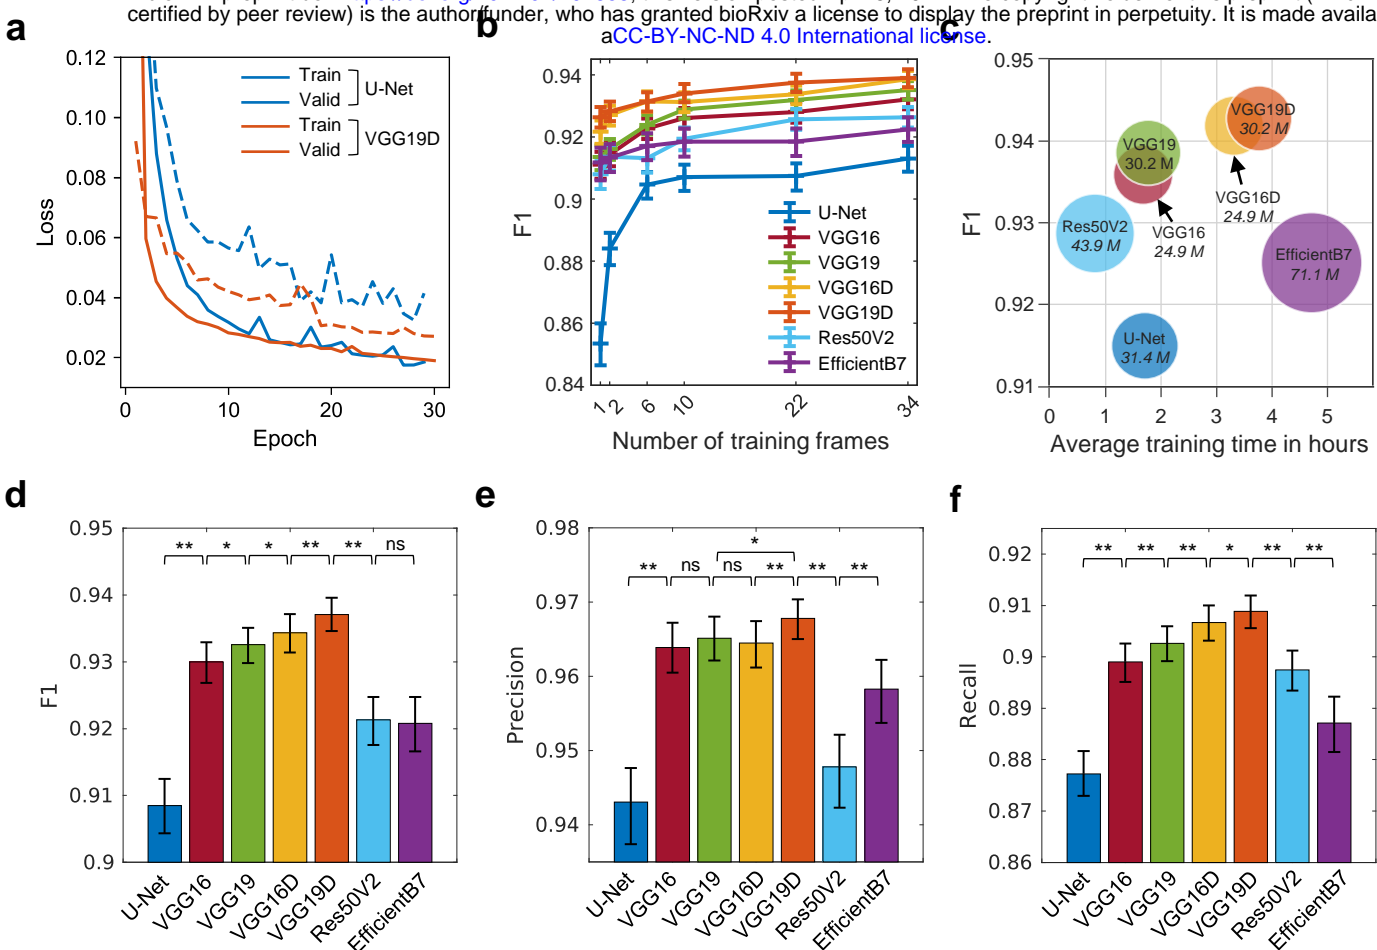 certified by peer review) is the author/funder, who has granted bioRxiv a license to display the preprint in perpetuity. It is made availa
aCC-BY-NC-ND 4.0 International license.
a
0.12
0.10
0.08
0.06
0.04
0.02
Loss
0
10
20
30
Epoch
Train
Valid
U-Net
Train
Valid
VGG19D
b
0.94
0.92
0.9
0.88
0.86
0.84
F1
1
2
6
10
22
34
Number of training frames
U-Net
VGG16
VGG19
VGG16D
VGG19D
Res50V2
EfficientB7
c
0.95
0.94
0.93
0.92
0.91
F1
0
1
2
3
4
5
Average training time in hours
VGG19D
30.2 M
VGG19
30.2 M
VGG16D
24.9 M
VGG16
24.9 M
Res50V2
43.9 M
EfficientB7
71.1 M
U-Net
31.4 M
d
0.95
0.94
0.93
0.92
0.91
0.9
F1
** * * ** ** ns
U-Net
VGG16
VGG19
VGG16D
VGG19D
Res50V2
EfficientB7
e
0.98
0.97
0.96
0.95
0.94
Precision
*
** ns ns ** ** **
U-Net
VGG16
VGG19
VGG16D
VGG19D
Res50V2
EfficientB7
f
0.92
0.91
0.9
0.89
0.88
0.87
0.86
Recall
** ** ** * ** **
U-Net
VGG16
VGG19
VGG16D
VGG19D
Res50V2
EfficientB7